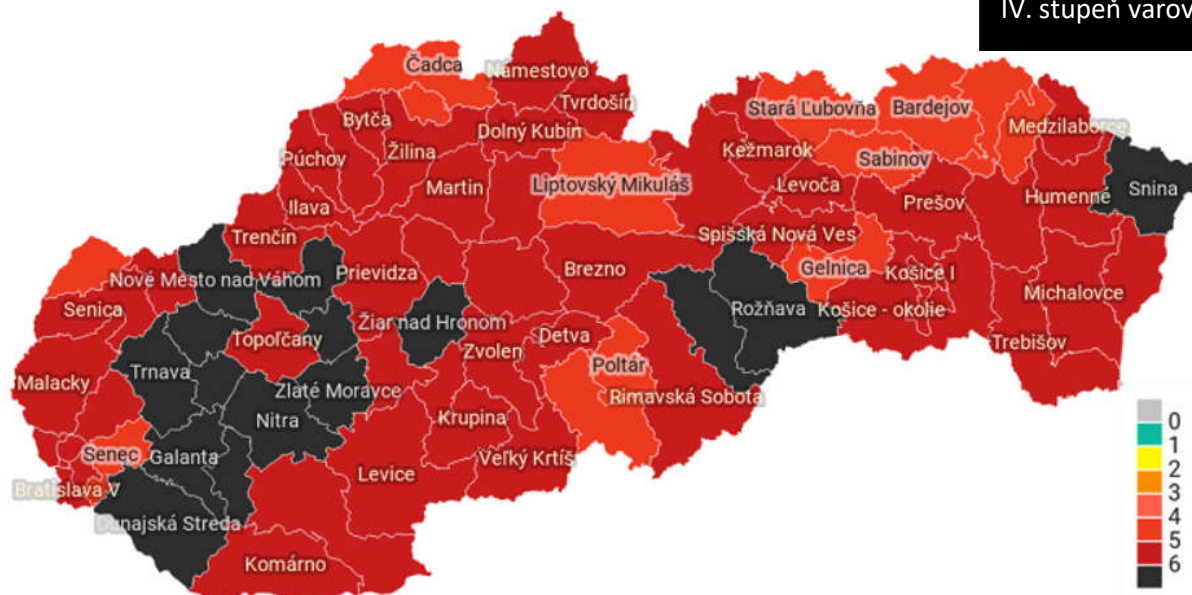 IV. stupeň varov
Čadca
Námestovo
Tvrdošín
Bytča
Dolný Kubín
Stará Ľubovňa
Bardejov
Medzilaborce
Púchov
Žilina
Kežmarok
Sabinov
Martin
Liptovský Mikuláš
Levoča
Snina
Ilava
Prešov
Humenné
Trenčín
Spišská Nová Ves
Nové Mesto nad Váhom
Prievidza
Brezno
Gelnica
Košice I
Michalovce
Senica
Rožňava
Košice - okolie
Žiar nad Hronom
Topoľčany
Detva
Trebišov
Zvolen
Poltár
Trnava
Malacky
Zlaté Moravce
Rimavská Sobota
Nitra
Krupina
Senec
Galanta
Veľký Krtíš
Levice
Bratislava V
Dunajská Streda
Komárno
0
1
2
3
4
5
6